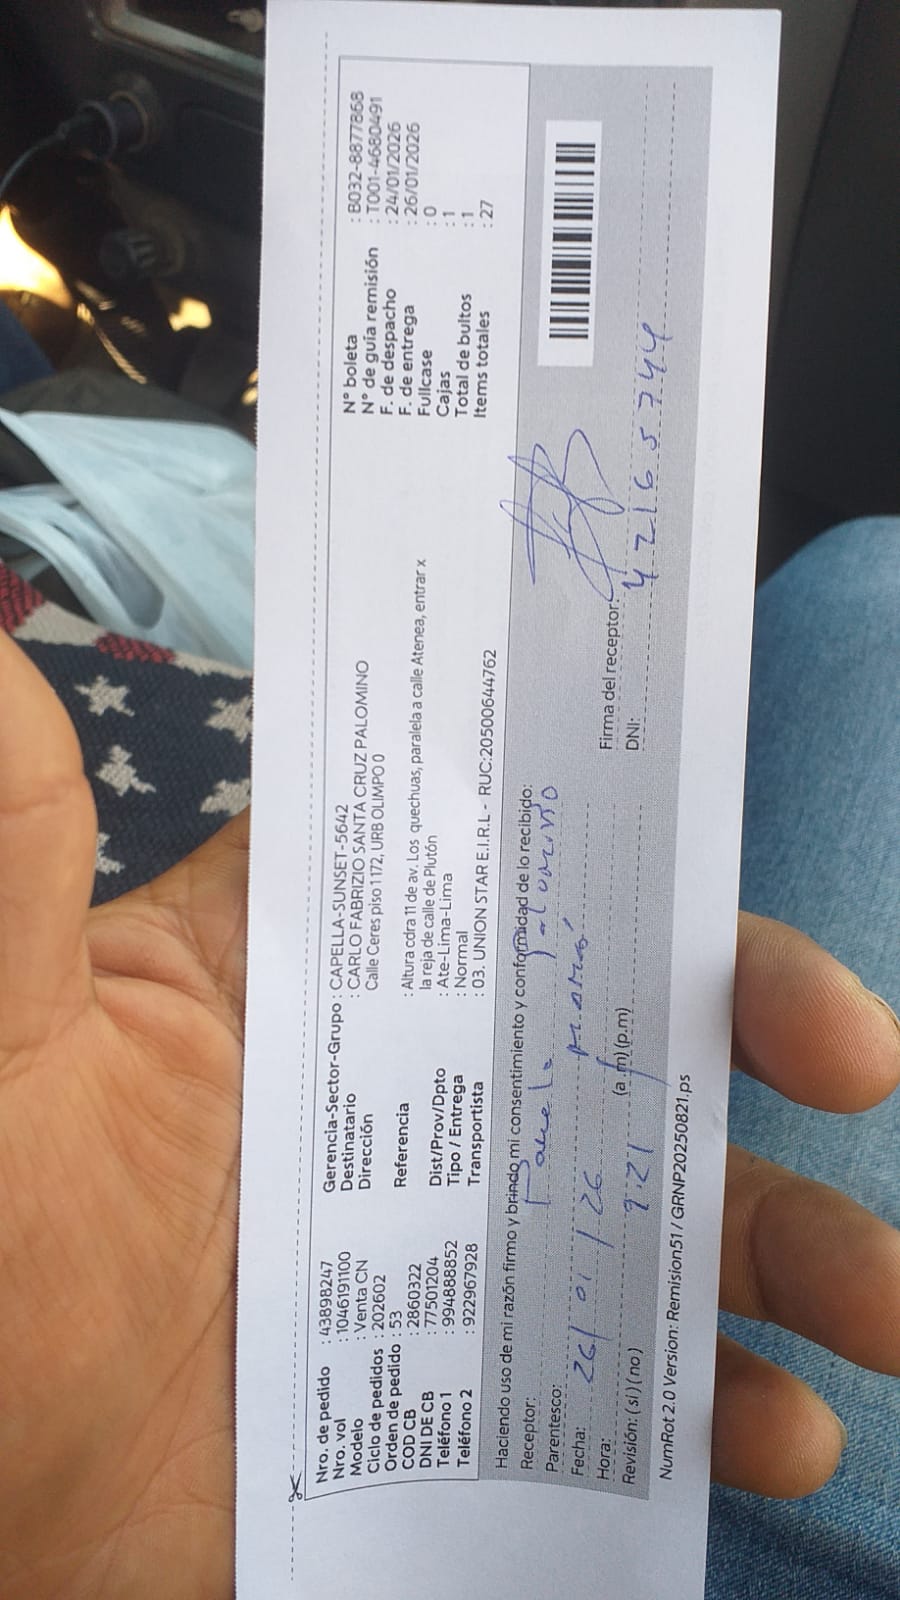 Nro. de pedido : 43898247
Nro. vol : 1046191100
Modelo : Venta CN
Ciclo de pedidos : 202602
Orden de pedido : 53
COD CB : 2860322
DNI DE CB : 77501204
Teléfono 1 : 994888852
Teléfono 2 : 922967928
Gerencia-Sector-Grupo : CAPELLA-SUNSET-5642
Destinatario : CARLO FABRIZIO SANTA CRUZ PALOMINO
Dirección Calle Ceres piso 1 172, URB OLIMPO 0
Referencia : Altura cdra 11 de av. Los quechuas, paralela a calle Atenea, entrar x
la reja de calle de Plutón
Dist/Prov/Dpto : Ate-Lima-Lima
Tipo / Entrega : Normal
Transportista : 03. UNION STAR E.I.R.L - RUC:20500644762
N° boleta : B032-8877868
N° de guía remisión : T001-4680491
F. de despacho : 24/01/2026
F. de entrega : 26/01/2026
Fullcase : 0
Cajas : 1
Total de bultos : 1
Items totales : 27
Haciendo uso de mi razón firmo y brindo mi consentimiento y conformidad de lo recibido:
Receptor: Palomino
Parentesco: mamá
Fecha: 26/01/26
Hora: 9:21 (a.m)(p.m)
Revisión: (si)(no)
Firma del receptor:
DNI: 42165744
NumRot 2.0 Version: Remision51 / GRNP20250821.ps